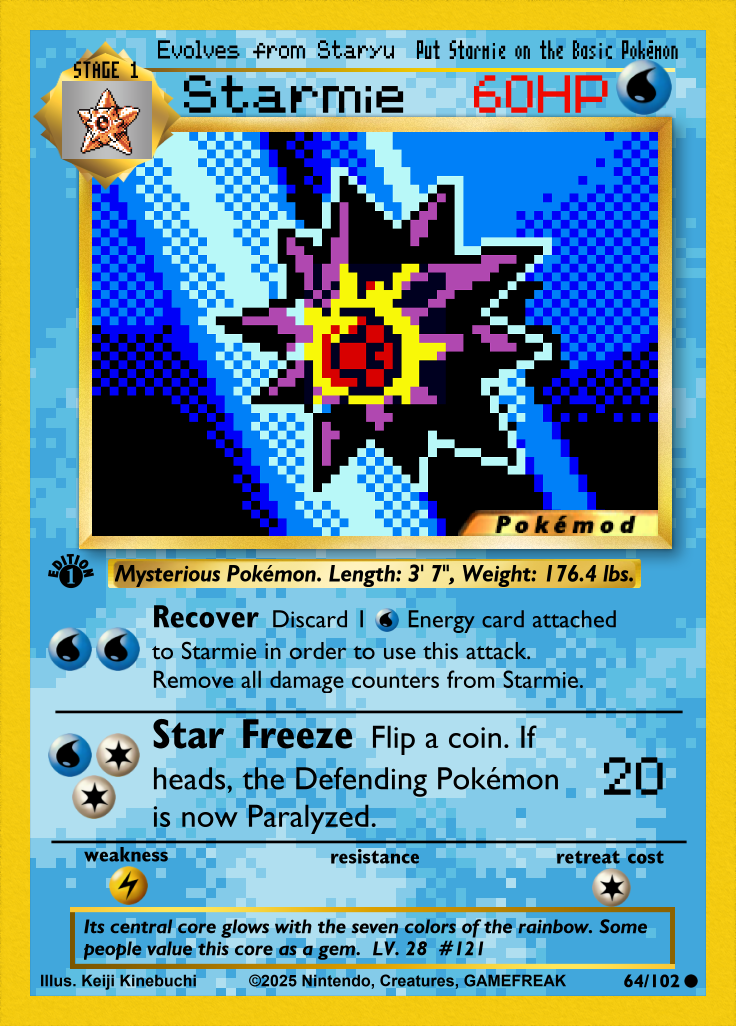 Evolves from Staryu Put Starmie on the Basic Pokémon
STAGE 1
Starmie 60HP
Pokémod
EDITION 1
Mysterious Pokémon. Length: 3' 7", Weight: 176.4 lbs.
Recover Discard 1 Energy card attached
to Starmie in order to use this attack.
Remove all damage counters from Starmie.
Star Freeze Flip a coin. If
heads, the Defending Pokémon
is now Paralyzed.
20
weakness resistance retreat cost
Its central core glows with the seven colors of the rainbow. Some
people value this core as a gem. LV. 28 #121
Illus. Keiji Kinebuchi ©2025 Nintendo, Creatures, GAMEFREAK 64/102